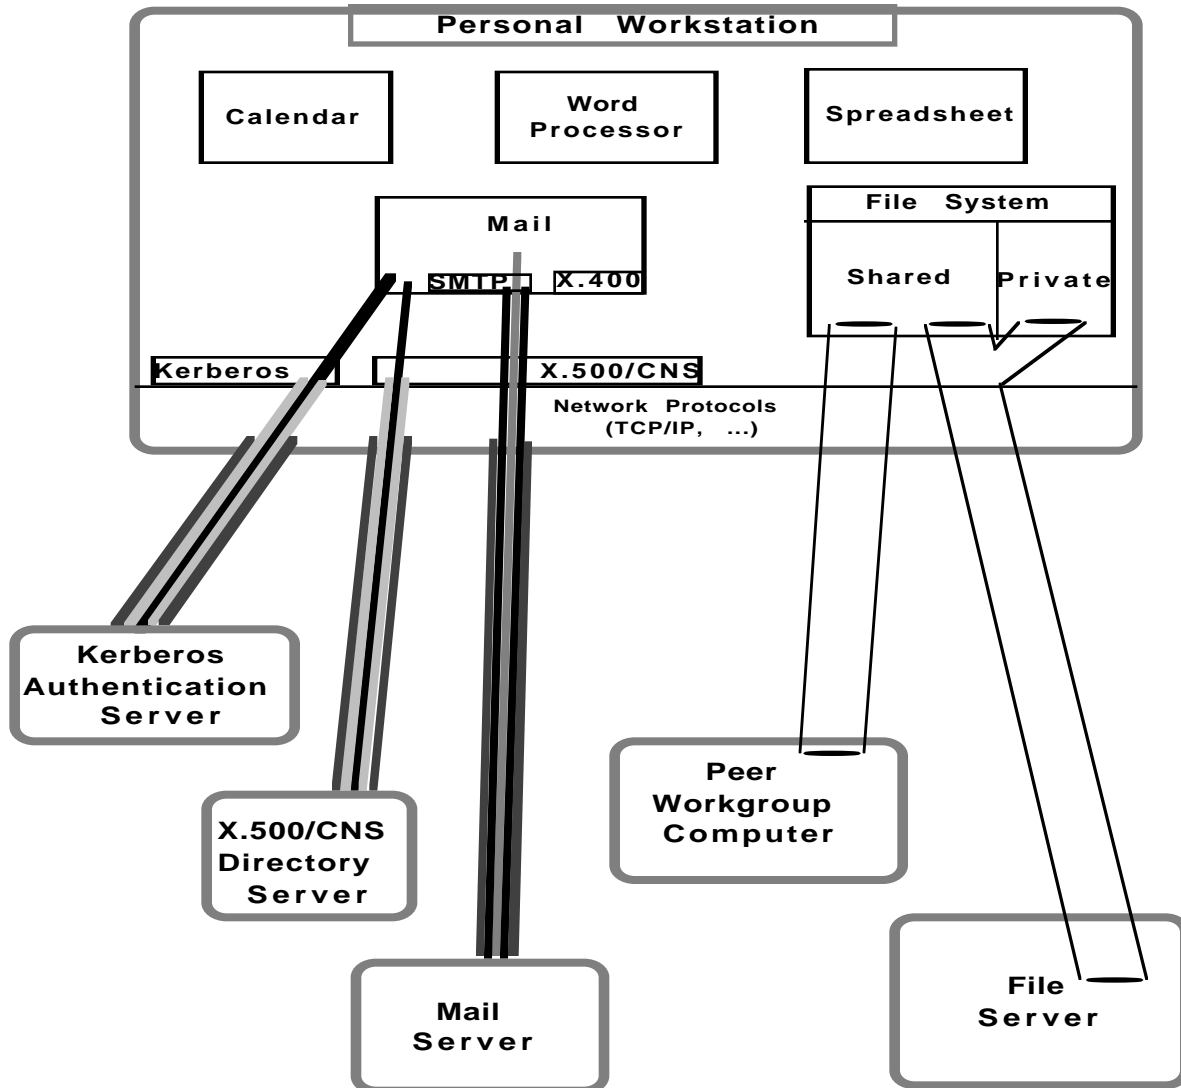 Personal Workstation
Calendar
Word
Processor
Spreadsheet
Mail
SMTP
X.400
File System
Shared
Private
Kerberos
X.500/CNS
Network Protocols
(TCP/IP, ...)
Kerberos
Authentication
Server
X.500/CNS
Directory
Server
Mail
Server
Peer
Workgroup
Computer
File
Server